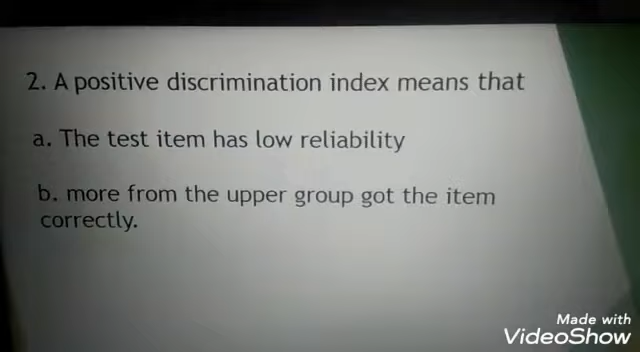 2. A positive discrimination index means that
a. The test item has low reliability
b. more from the upper group got the item
correctly.
Made with
VideoShow